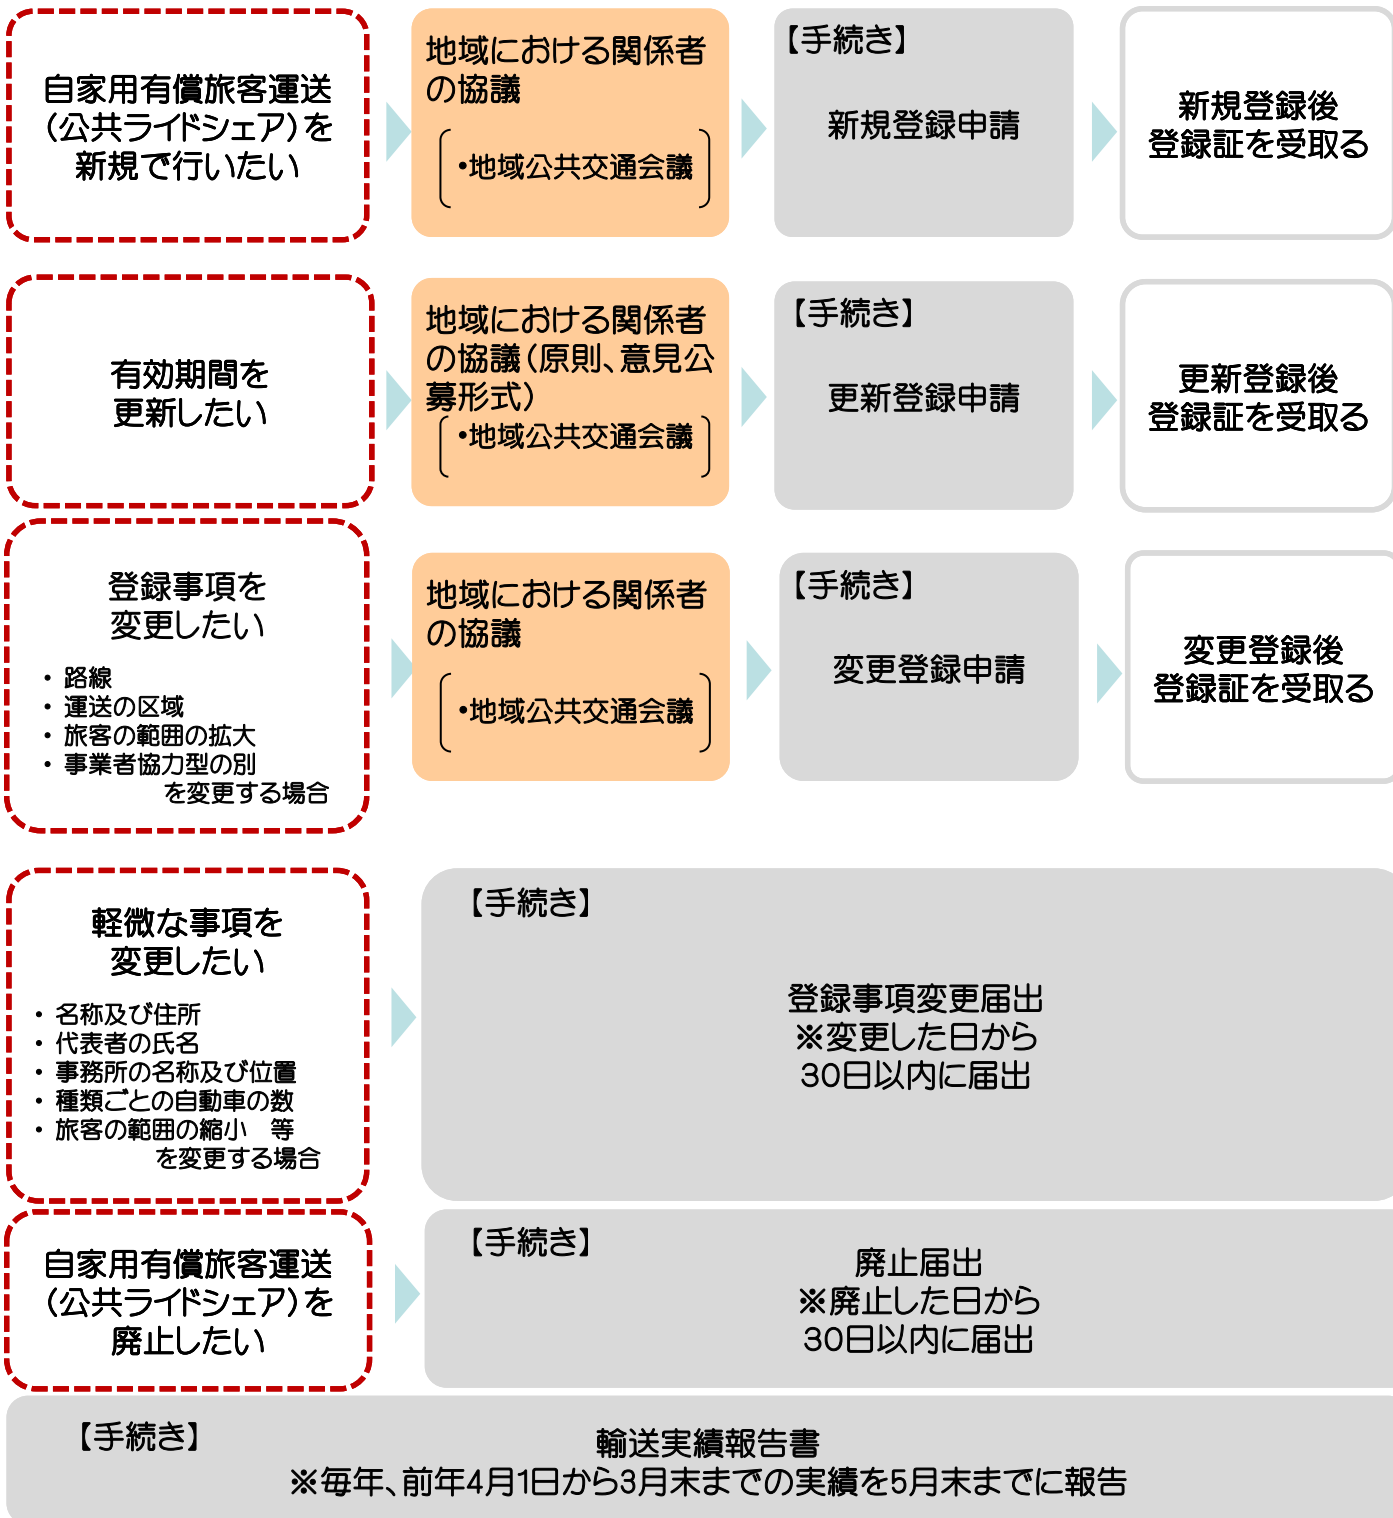 自家用有償旅客運送
(公共ライドシェア)を
新規で行いたい
地域における関係者
の協議
・地域公共交通会議
【手続き】
新規登録申請
新規登録後
登録証を受取る
有効期間を
更新したい
地域における関係者
の協議(原則、意見公
募形式)
・地域公共交通会議
【手続き】
更新登録申請
更新登録後
登録証を受取る
登録事項を
変更したい
・ 路線
・ 運送の区域
・ 旅客の範囲の拡大
・ 事業者協力型の別
を変更する場合
地域における関係者
の協議
・地域公共交通会議
【手続き】
変更登録申請
変更登録後
登録証を受取る
軽微な事項を
変更したい
・ 名称及び住所
・ 代表者の氏名
・ 事務所の名称及び位置
・ 種類ごとの自動車の数
・ 旅客の範囲の縮小 等
を変更する場合
【手続き】
登録事項変更届出
※変更した日から
30日以内に届出
自家用有償旅客運送
(公共ライドシェア)を
廃止したい
【手続き】
廃止届出
※廃止した日から
30日以内に届出
【手続き】
輸送実績報告書
※毎年、前年4月1日から3月末までの実績を5月末までに報告